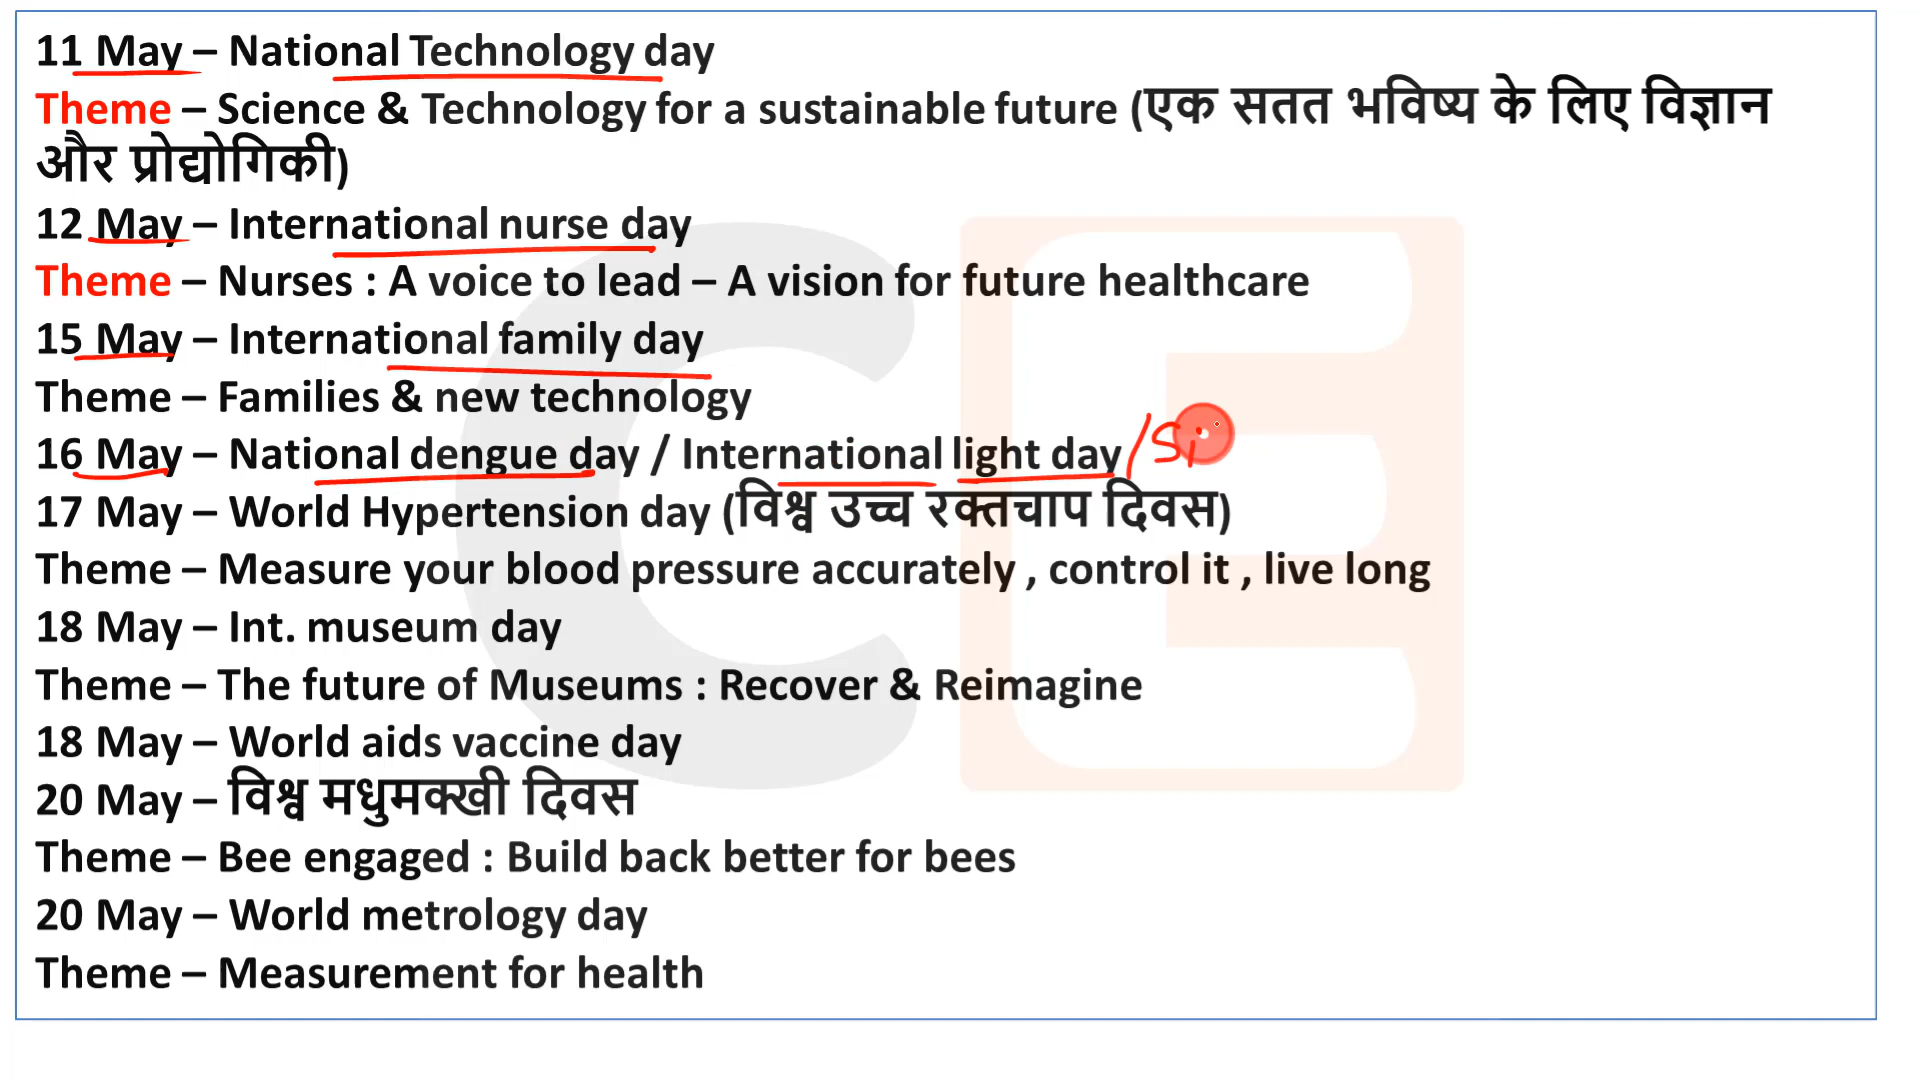 11 May – National Technology day
Theme – Science & Technology for a sustainable future (एक सतत भविष्य के लिए विज्ञान
और प्रोद्योगिकी)
12 May – International nurse day
Theme – Nurses : A voice to lead – A vision for future healthcare
15 May – International family day
Theme – Families & new technology
16 May – National dengue day / International light day /Si
17 May – World Hypertension day (विश्व उच्च रक्तचाप दिवस)
Theme – Measure your blood pressure accurately , control it , live long
18 May – Int. museum day
Theme – The future of Museums : Recover & Reimagine
18 May – World aids vaccine day
20 May – विश्व मधुमक्खी दिवस
Theme – Bee engaged : Build back better for bees
20 May – World metrology day
Theme – Measurement for health